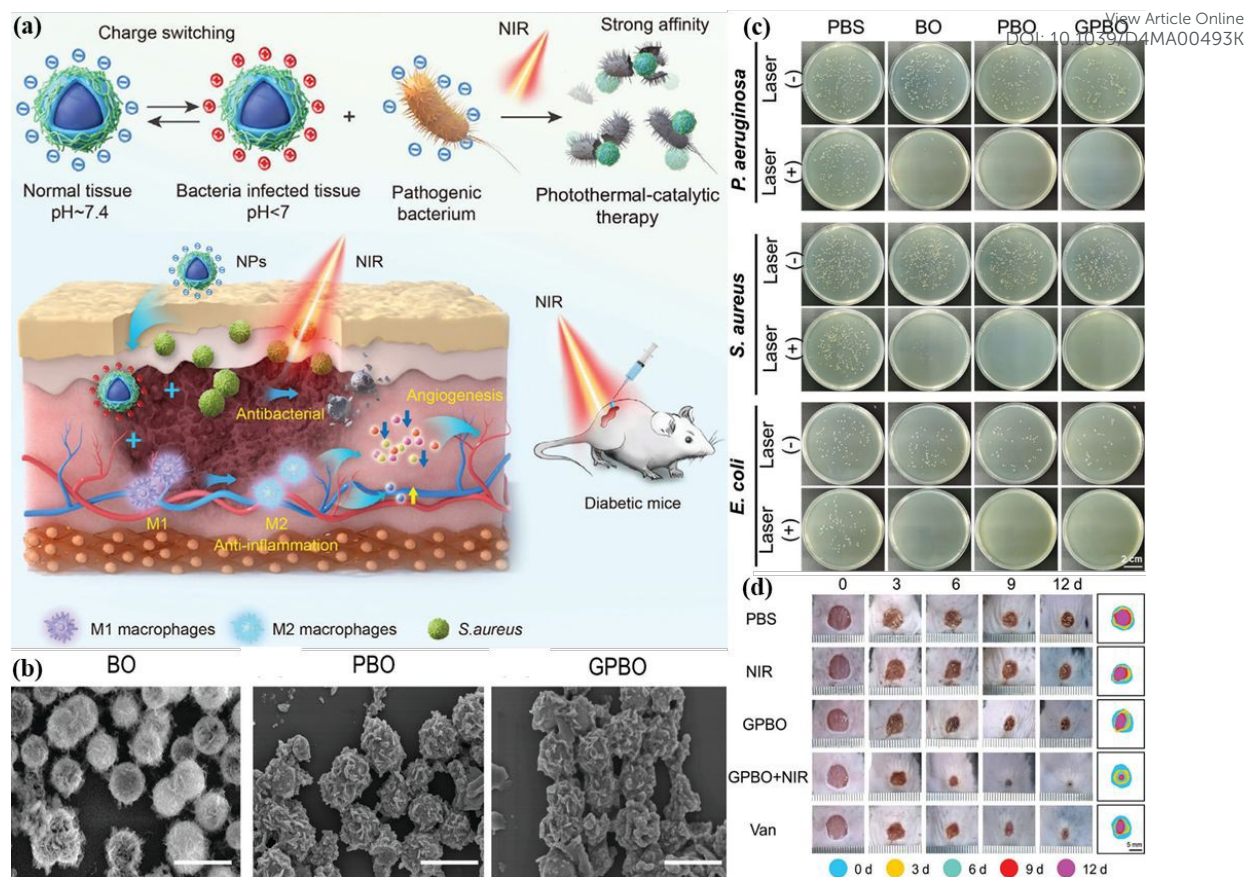 View Article Online
DOI: 10.1039/D4MA00493K
(a)
Charge switching
NIR
Strong affinity
+
Normal tissue
pH~7.4
Bacteria infected tissue
pH<7
Pathogenic
bacterium
Photothermal-catalytic
therapy
NPs
NIR
NIR
+
+
Antibacterial
Angiogenesis
M1
M2
Anti-inflammation
Diabetic mice
M1 macrophages
M2 macrophages
S.aureus
(b)
BO
PBO
GPBO
(c)
PBS
BO
PBO
GPBO
P. aeruginosa
Laser
(-)
Laser
(+)
S. aureus
Laser
(-)
Laser
(+)
E. coli
Laser
(-)
Laser
(+)
2 cm
(d)
0
3
6
9
12 d
PBS
NIR
GPBO
GPBO+NIR
Van
5 mm
0 d
3 d
6 d
9 d
12 d